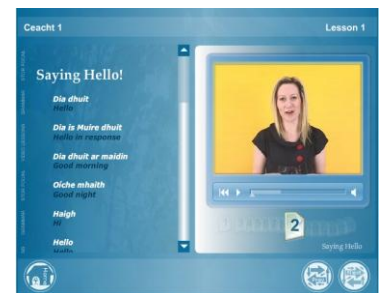 Ceacht 1
Lesson 1
Saying Hello!
Dia dhuit
Hello
Dia is Muire dhuit
Hello in response
Dia dhuit ar maidin
Good morning
Oíche mhaith
Good night
Haigh
Hi
Hello
Hello
2
Saying Hello